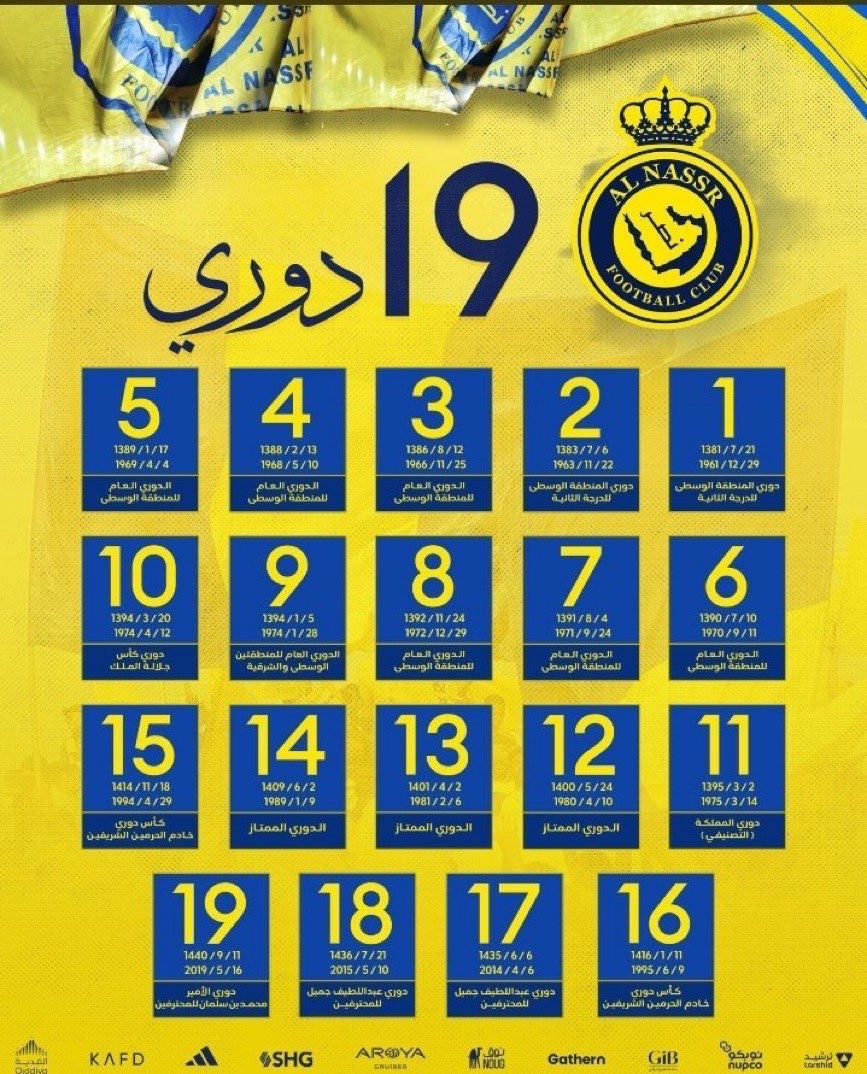 AL NASSR
AL NASSR
AL NASSR
FOOTBALL CLUB
19 دوري
1
1381 / 7 / 21
1961 / 12 / 29
دوري المنطقة الوسطى
للدرجة الثانية
2
1383 / 7 / 6
1963 / 11 / 22
دوري المنطقة الوسطى
للدرجة الثانية
3
1386 / 8 / 12
1966 / 11 / 25
الدوري العام
للمنطقة الوسطى
4
1388 / 2 / 13
1968 / 5 / 10
الدوري العام
للمنطقة الوسطى
5
1389 / 1 / 17
1969 / 4 / 4
الدوري العام
للمنطقة الوسطى
6
1390 / 7 / 10
1970 / 9 / 11
الدوري العام
للمنطقة الوسطى
7
1391 / 8 / 4
1971 / 9 / 24
الدوري العام
للمنطقة الوسطى
8
1392 / 11 / 24
1972 / 12 / 29
الدوري العام
للمنطقة الوسطى
9
1394 / 1 / 5
1974 / 1 / 28
الدوري العام للمنطقتين
الوسطى والشرقية
10
1394 / 3 / 20
1974 / 4 / 12
دوري كأس
جلالة الملك
11
1395 / 3 / 2
1975 / 3 / 14
دوري المملكة
(التصنيفي)
12
1400 / 5 / 24
1980 / 4 / 10
الدوري الممتاز
13
1401 / 4 / 2
1981 / 2 / 6
الدوري الممتاز
14
1409 / 6 / 2
1989 / 1 / 9
الدوري الممتاز
15
1414 / 11 / 18
1994 / 4 / 29
كأس دوري
خادم الحرمين الشريفين
16
1416 / 1 / 11
1995 / 6 / 9
كأس دوري
خادم الحرمين الشريفين
17
1435 / 6 / 6
2014 / 4 / 6
دوري عبداللطيف جميل
للمحترفين
18
1436 / 7 / 21
2015 / 5 / 10
دوري عبداللطيف جميل
للمحترفين
19
1440 / 9 / 11
2019 / 5 / 16
دوري الأمير
محمد بن سلمان للمحترفين
القدية
Qiddiya
KAFD
SHG
AROYA
CRUISES
نوق
NOUG
Gathern
GIB
نوبكو
nupco
ترشيد
tarshid